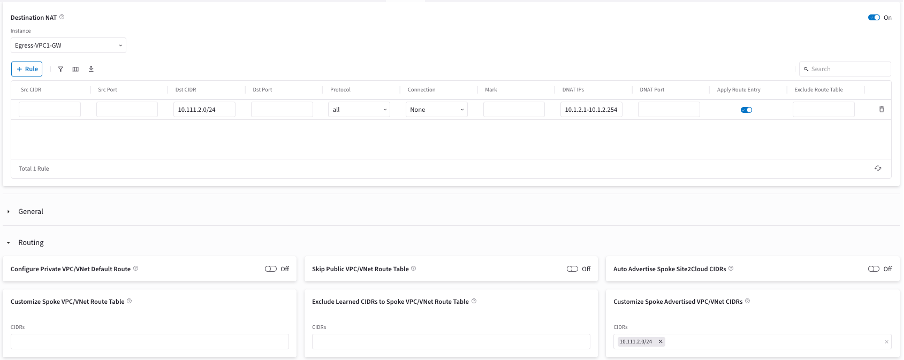 Destination NAT
On
Instance
Egress-VPC1-GW
+ Rule
Search
Src CIDR Src Port Dst CIDR Dst Port Protocol Connection Mark DNAT IPs DNAT Port Apply Route Entry Exclude Route Table
10.111.2.0/24 all None 10.1.2.1-10.1.2.254
Total 1 Rule
General
Routing
Configure Private VPC/VNet Default Route Off
Skip Public VPC/VNet Route Table Off
Auto Advertise Spoke Site2Cloud CIDRs Off
Customize Spoke VPC/VNet Route Table
CIDRs
Exclude Learned CIDRs to Spoke VPC/VNet Route Table
CIDRs
Customize Spoke Advertised VPC/VNet CIDRs
CIDRs
10.111.2.0/24